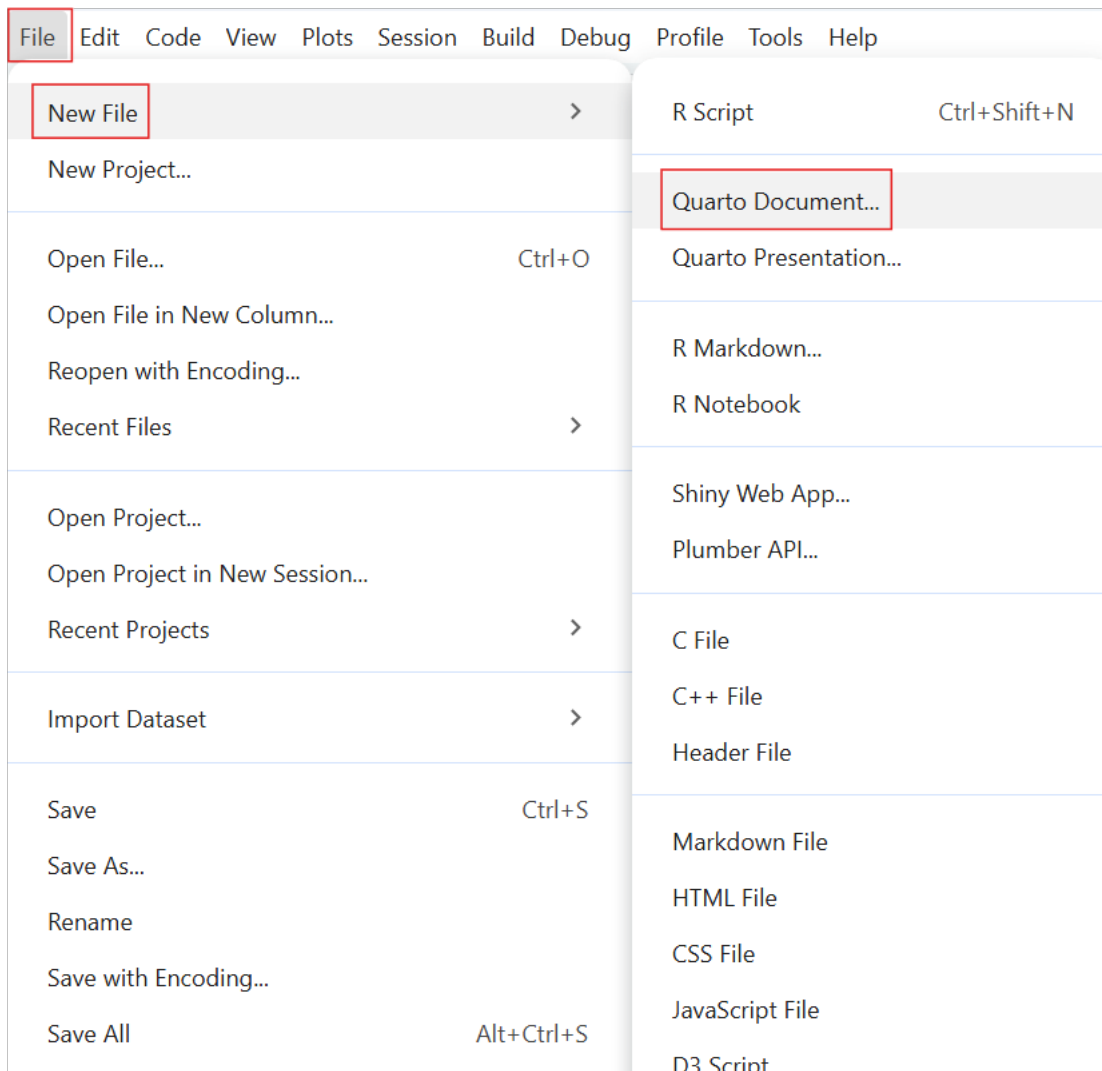 File Edit Code View Plots Session Build Debug Profile Tools Help
New File
New Project...
Open File... Ctrl+O
Open File in New Column...
Reopen with Encoding...
Recent Files
Open Project...
Open Project in New Session...
Recent Projects
Import Dataset
Save Ctrl+S
Save As...
Rename
Save with Encoding...
Save All Alt+Ctrl+S
R Script Ctrl+Shift+N
Quarto Document...
Quarto Presentation...
R Markdown...
R Notebook
Shiny Web App...
Plumber API...
C File
C++ File
Header File
Markdown File
HTML File
CSS File
JavaScript File
D3 Script